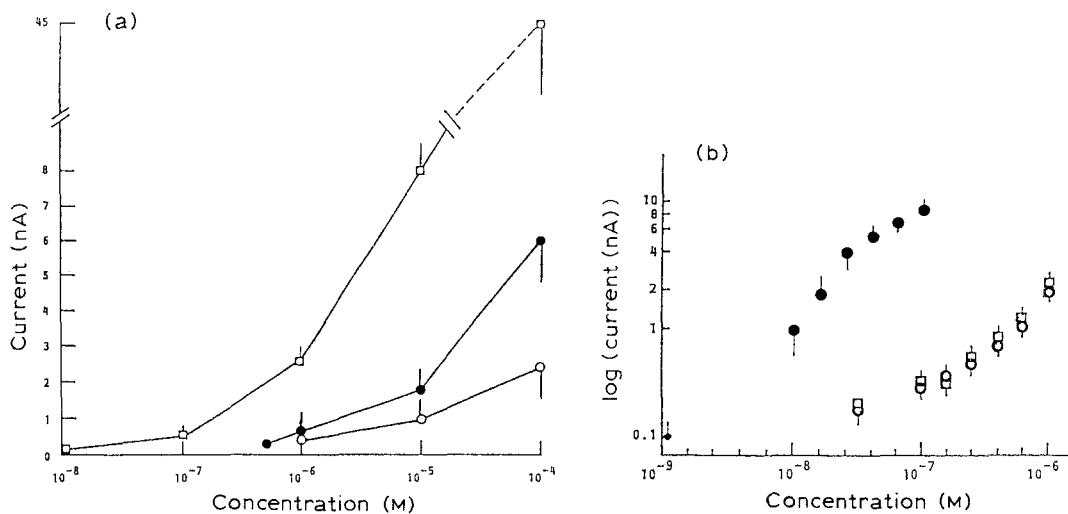 (a)
45
8
7
6
5
4
3
2
1
0
Current (nA)
10⁻⁸ 10⁻⁷ 10⁻⁶ 10⁻⁵ 10⁻⁴
Concentration (M)
(b)
10
8
6
4
2
1
0.1
log (current (nA))
10⁻⁹ 10⁻⁸ 10⁻⁷ 10⁻⁶
Concentration (M)